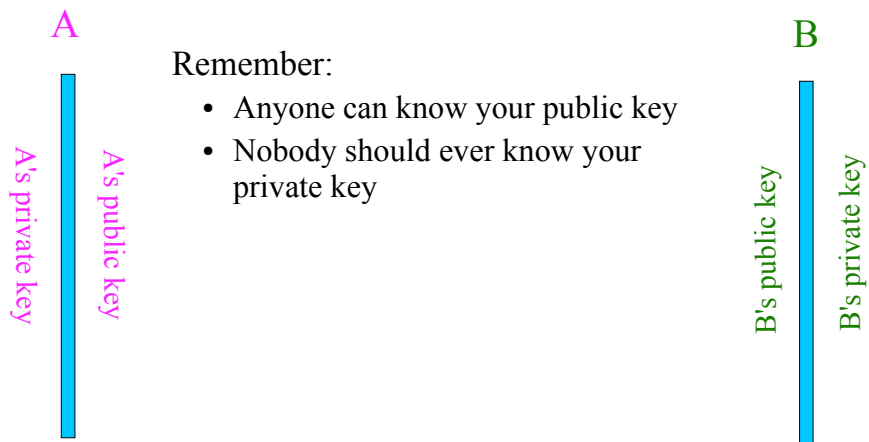 A
B
Remember:
• Anyone can know your public key
• Nobody should ever know your
private key
A's private key
A's public key
B's public key
B's private key